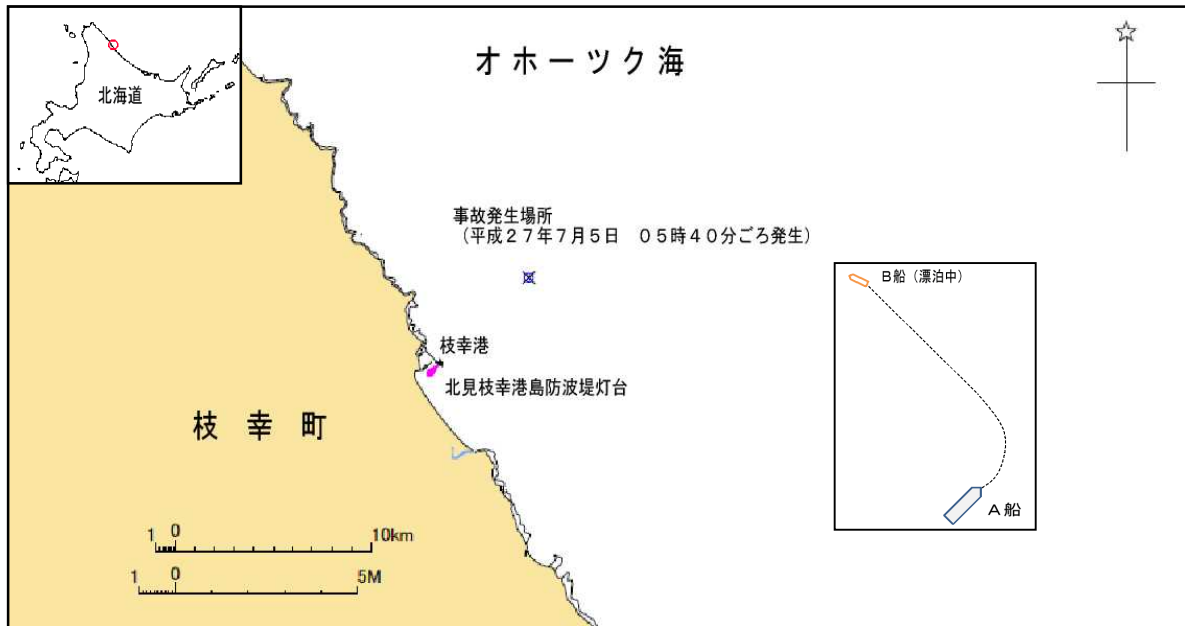 北海道
オホーツク海
事故発生場所
(平成27年7月5日 05時40分ごろ発生)
B船(漂泊中)
枝幸港
北見枝幸港島防波堤灯台
枝幸町
A船
1 0 10km
1 0 5M